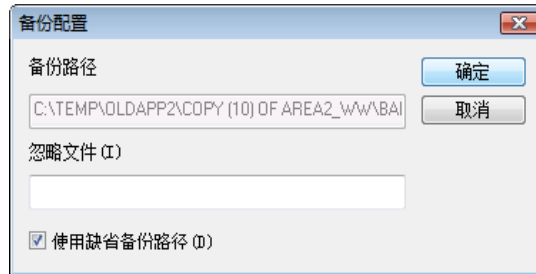 备份配置
备份路径
确定
C:\TEMP\OLDAPP2\COPY (10) OF AREA2_WW\BAI
取消
忽略文件(I)
使用缺省备份路径(D)